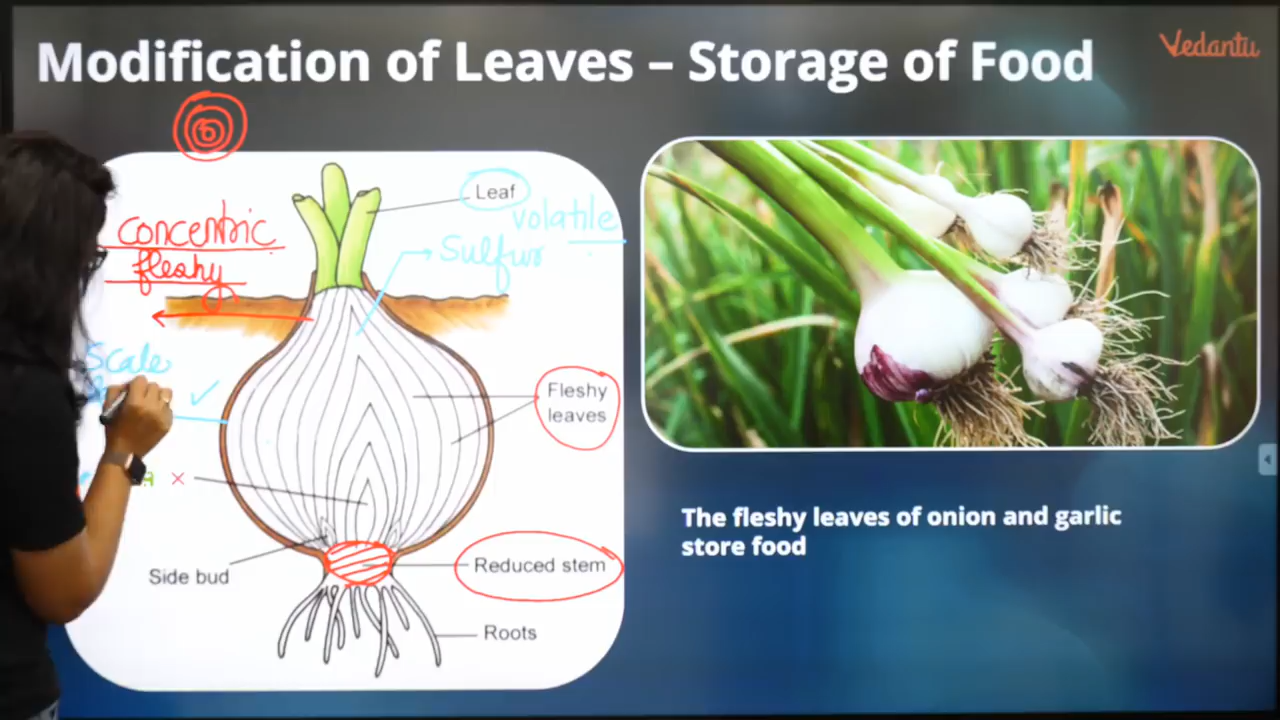 Modification of Leaves – Storage of Food
Vedantu
concentric
fleshy
Leaf
volatile
Sulfur
Scale
Fleshy
leaves
Side bud
Reduced stem
Roots
The fleshy leaves of onion and garlic
store food